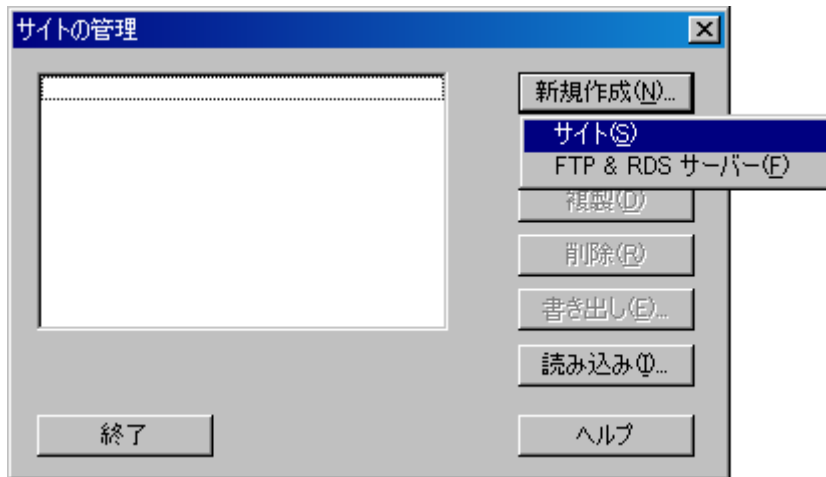 サイトの管理
新規作成(N)...
サイト(S)
FTP & RDS サーバー(F)
複製(D)
削除(R)
書き出し(E)...
読み込み(I)...
終了
ヘルプ